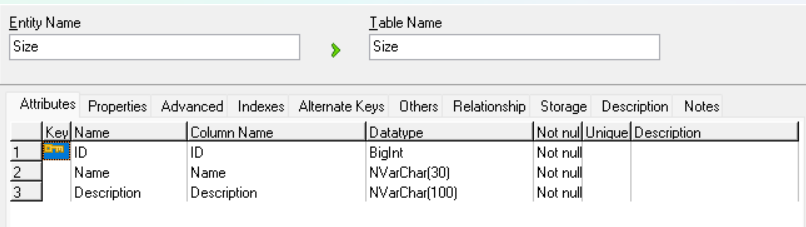 Entity Name Table Name
Size Size
Attributes Properties Advanced Indexes Alternate Keys Others Relationship Storage Description Notes
Key Name Column Name Datatype Not nul Unique Description
1 ID ID BigInt Not null
2 Name Name NVarChar(30) Not null
3 Description Description NVarChar(100) Not null